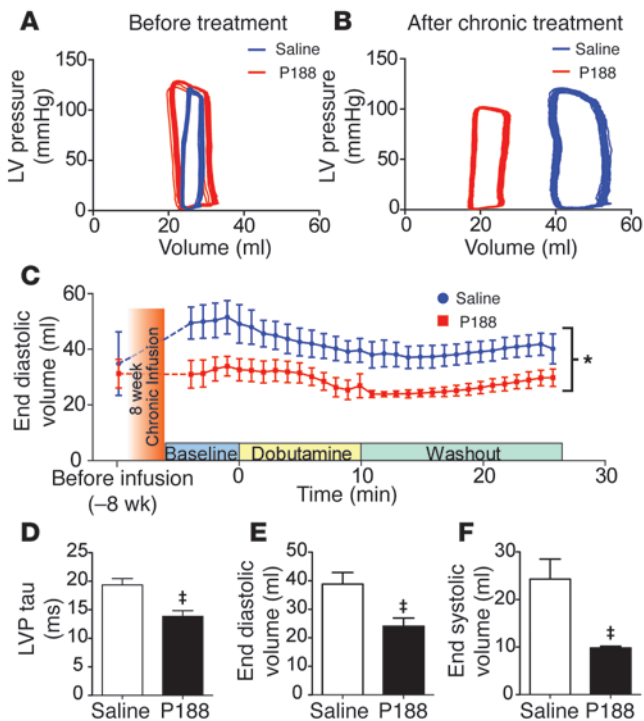 A Before treatment
Saline
P188
LV pressure
(mmHg)
150
100
50
0
0 20 40 60
Volume (ml)
B After chronic treatment
Saline
P188
LV pressure
(mmHg)
150
100
50
0
0 20 40 60
Volume (ml)
C
End diastolic
volume (ml)
60
40
20
0
8 week
Chronic Infusion
Saline
P188
*
Baseline Dobutamine Washout
Before infusion
(–8 wk)
0 10 20 30
Time (min)
D
LVP tau
(ms)
25
20
15
10
5
0
‡
Saline P188
E
End diastolic
volume (ml)
50
40
30
20
10
0
‡
Saline P188
F
End systolic
volume (ml)
30
20
10
0
‡
Saline P188